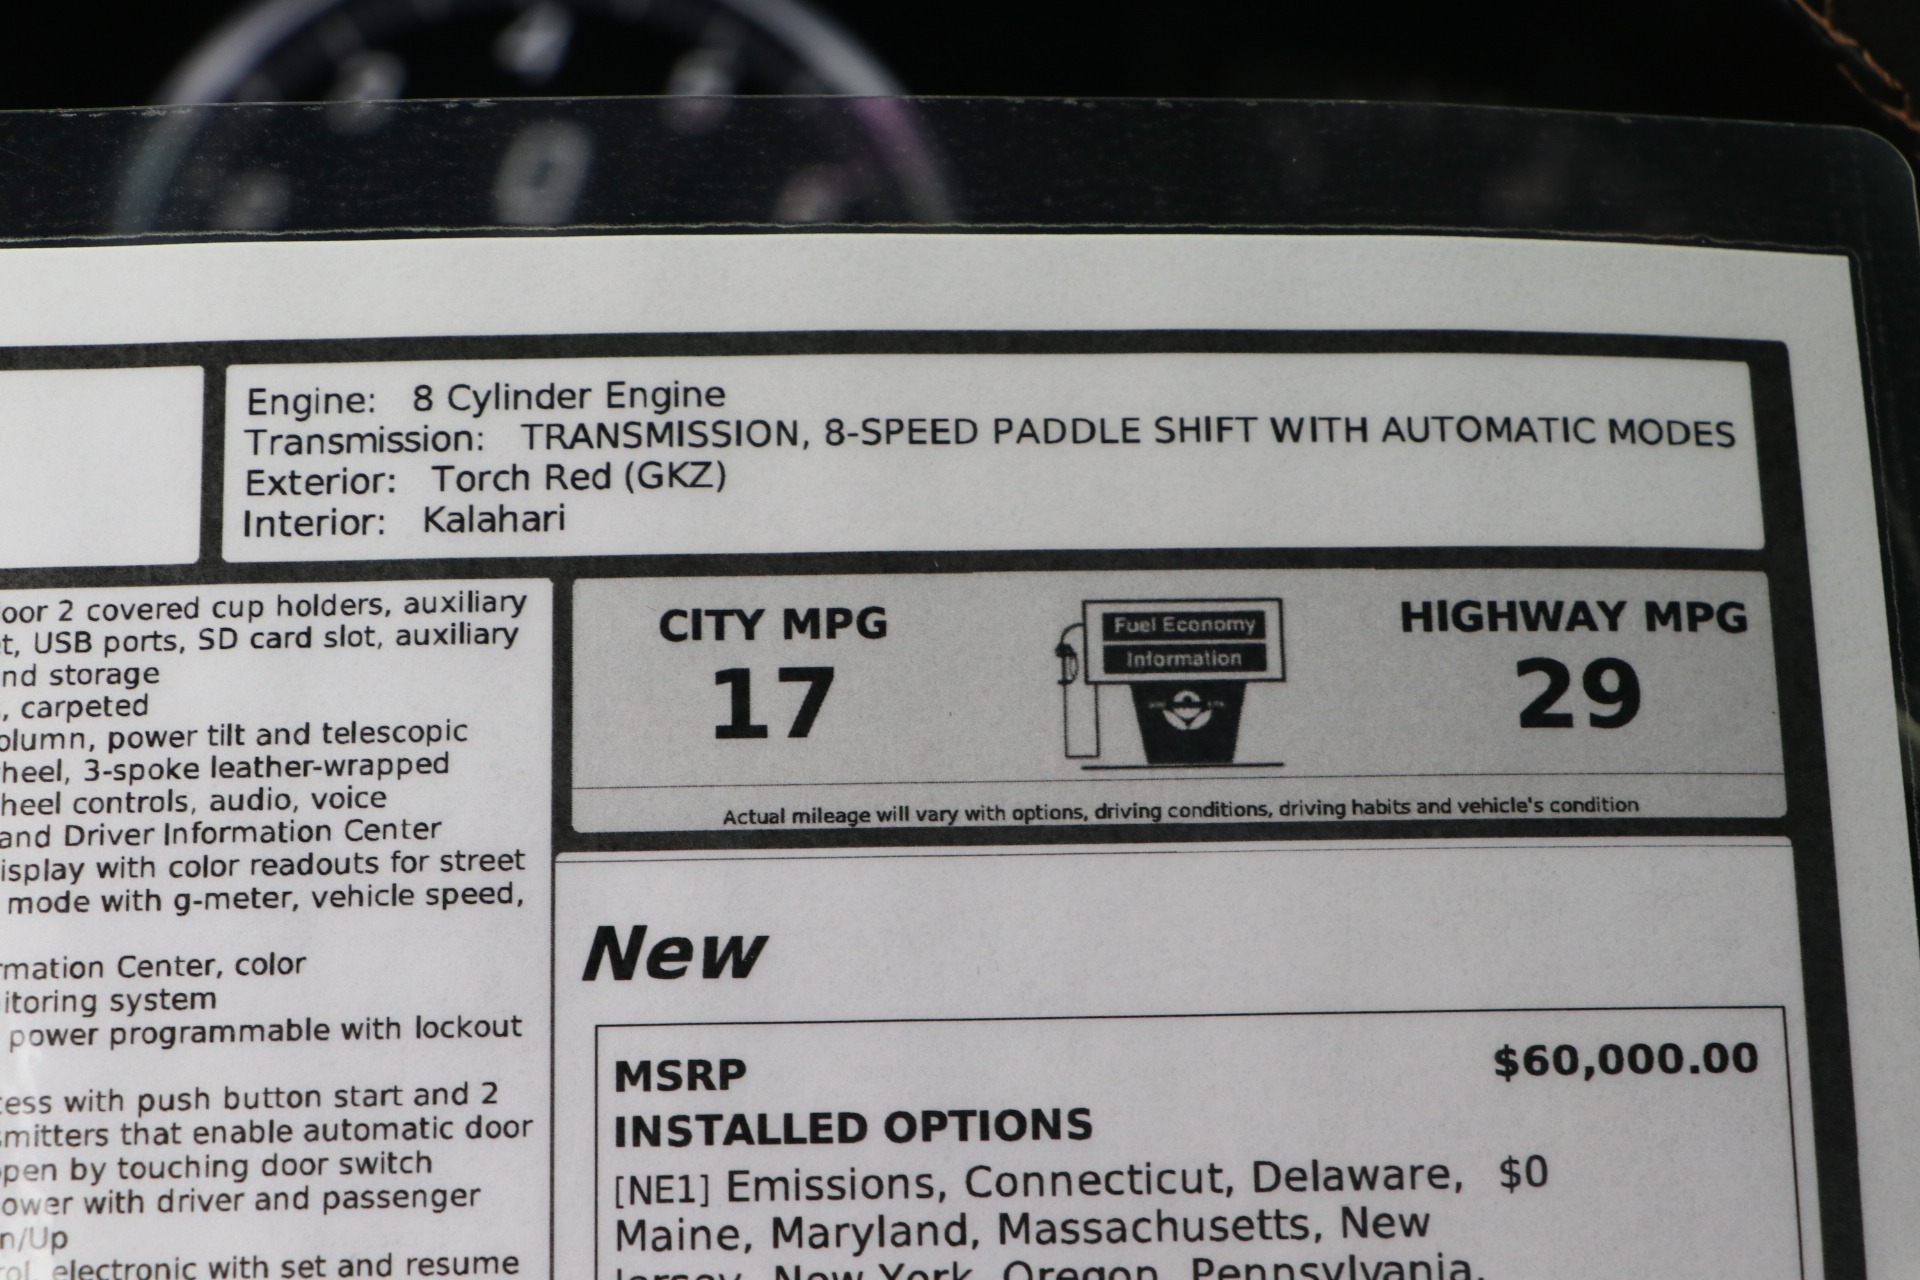 Engine: 8 Cylinder Engine
Transmission: TRANSMISSION, 8-SPEED PADDLE SHIFT WITH AUTOMATIC MODES
Exterior: Torch Red (GKZ)
Interior: Kalahari
oor 2 covered cup holders, auxiliary
t, USB ports, SD card slot, auxiliary
nd storage
, carpeted
olumn, power tilt and telescopic
heel, 3-spoke leather-wrapped
heel controls, audio, voice
and Driver Information Center
isplay with color readouts for street
mode with g-meter, vehicle speed,
rmation Center, color
itoring system
power programmable with lockout
cess with push button start and 2
smitters that enable automatic door
open by touching door switch
ower with driver and passenger
n/Up
rol, electronic with set and resume
CITY MPG
17
Fuel Economy
Information
HIGHWAY MPG
29
Actual mileage will vary with options, driving conditions, driving habits and vehicle's condition
New
MSRP $60,000.00
INSTALLED OPTIONS
[NE1] Emissions, Connecticut, Delaware, $0
Maine, Maryland, Massachusetts, New
Jersey, New York, Oregon, Pennsylvania,